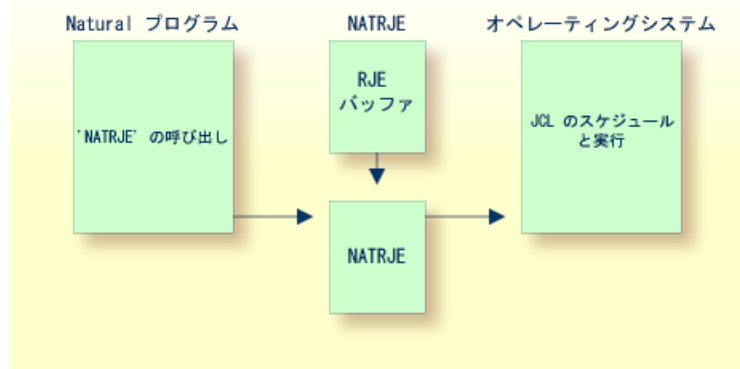 Natural プログラム
NATRJE
オペレーティングシステム
'NATRJE' の呼び出し
RJE
バッファ
JCL のスケジュール
と実行
NATRJE